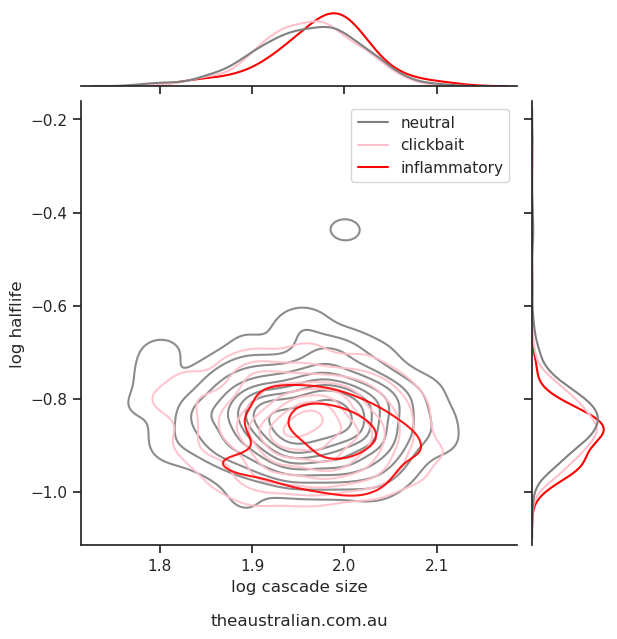 neutral
clickbait
inflammatory
−0.2
−0.4
−0.6
−0.8
−1.0
log halflife
1.8 1.9 2.0 2.1
log cascade size
theaustralian.com.au